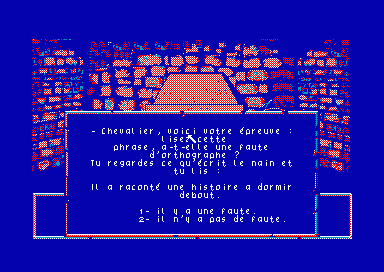 - Chevalier, voici votre épreuve :
lisez cette
phrase, a-t-elle une faute
d'orthographe ?
Tu regardes ce qu'écrit le nain et
tu lis :
Il a raconté une histoire a dormir
debout.
1- il y a une faute.
2- il n'y a pas de faute.